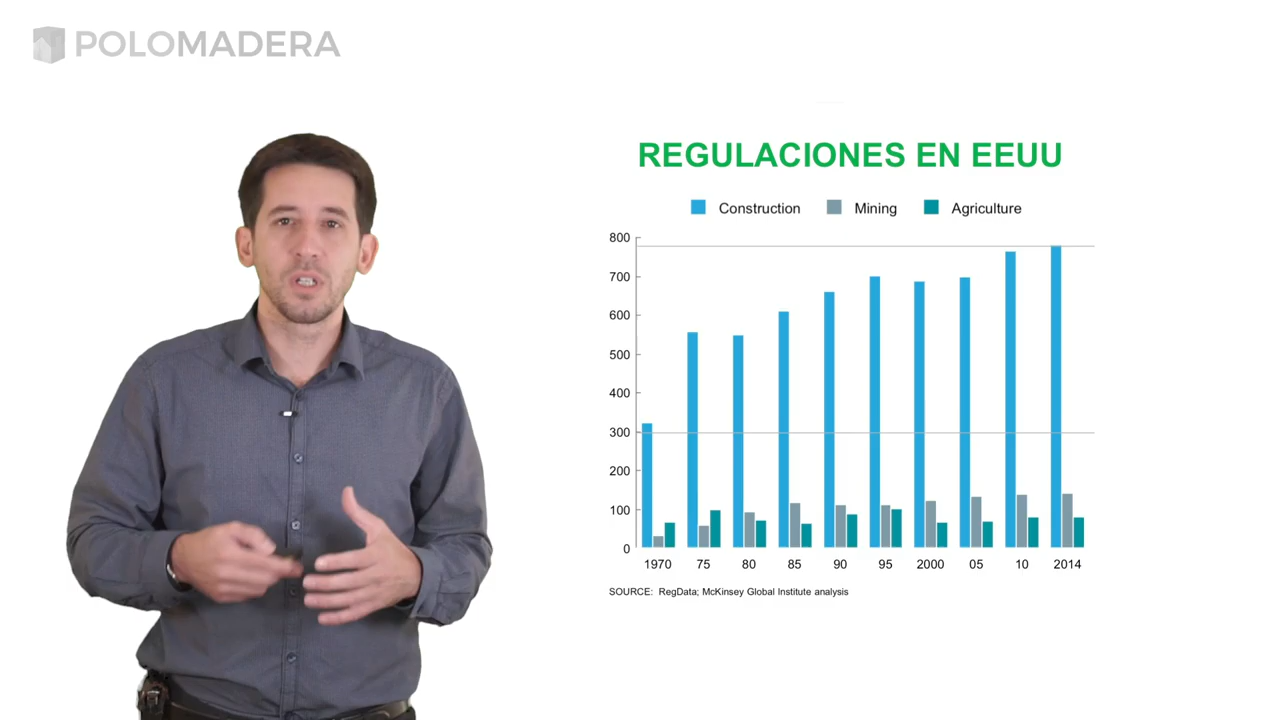 POLOMADERA
REGULACIONES EN EEUU
Construction Mining Agriculture
800
700
600
500
400
300
200
100
0
1970 75 80 85 90 95 2000 05 10 2014
SOURCE: RegData; McKinsey Global Institute analysis